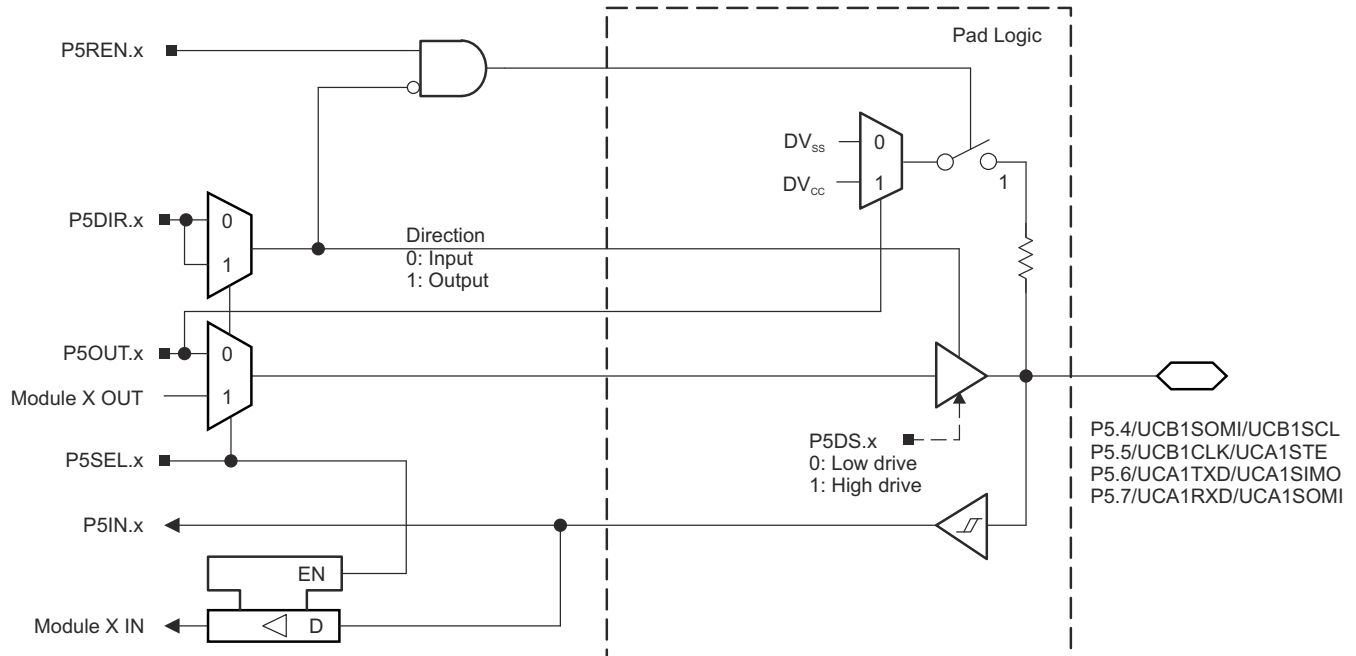 Pad Logic
P5REN.x
DVSS
0
DVCC
1
1
P5DIR.x
0
1
Direction
0: Input
1: Output
P5OUT.x
0
Module X OUT
1
P5DS.x
0: Low drive
1: High drive
P5.4/UCB1SOMI/UCB1SCL
P5.5/UCB1CLK/UCA1STE
P5.6/UCA1TXD/UCA1SIMO
P5.7/UCA1RXD/UCA1SOMI
P5SEL.x
P5IN.x
EN
Module X IN
D